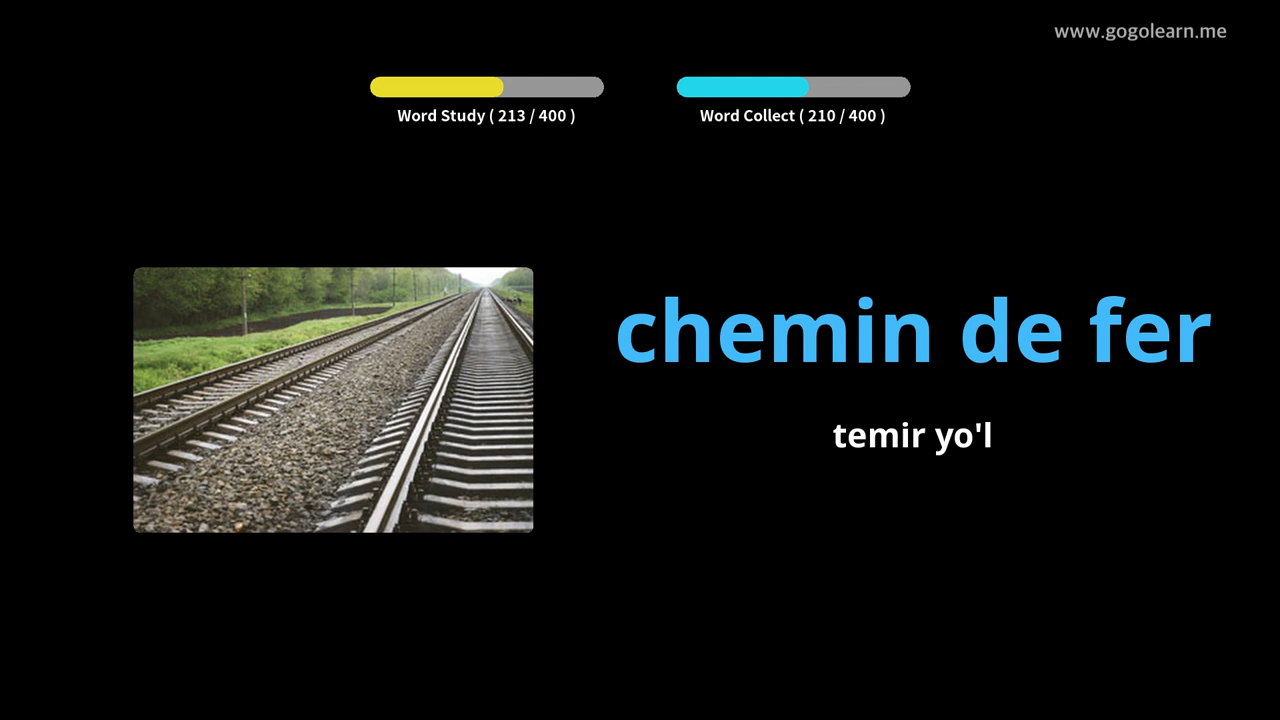 www.gogolearn.me
Word Study ( 213 / 400 )
Word Collect ( 210 / 400 )
chemin de fer
temir yo'l